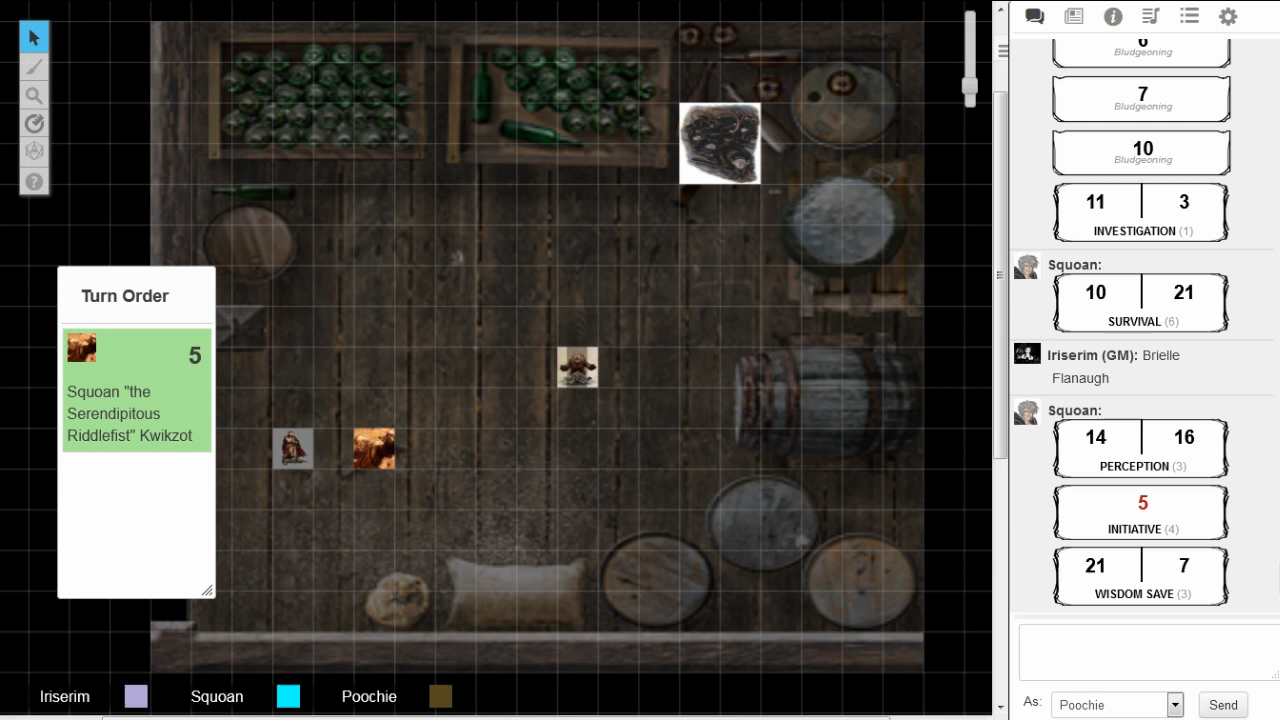 Turn Order
5
Squoan "the
Serendipitous
Riddlefist" Kwikzot
Iriserim
Squoan
Poochie
Bludgeoning
7
Bludgeoning
10
Bludgeoning
11 3
INVESTIGATION (1)
Squoan:
10 21
SURVIVAL (6)
Iriserim (GM): Brielle
Flanaugh
Squoan:
14 16
PERCEPTION (3)
5
INITIATIVE (4)
21 7
WISDOM SAVE (3)
As: Poochie Send